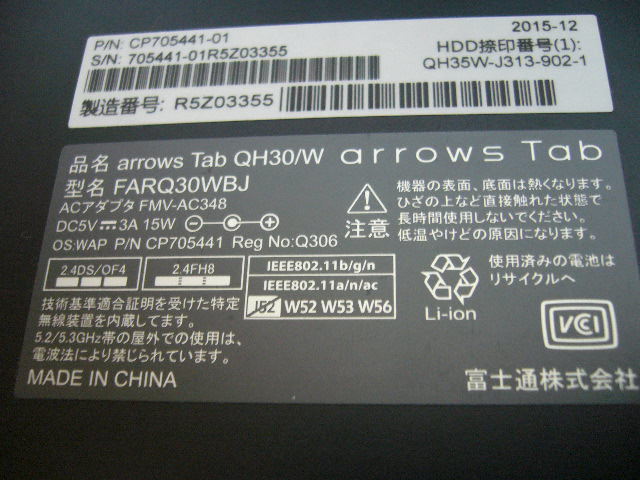 P/N: CP705441-01
S/N: 705441-01R5Z03355
製造番号: R5Z03355
2015-12
HDD捺印番号(1):
QH35W-J313-902-1
品名 arrows Tab QH30/W arrows Tab
型名 FARQ30WBJ
ACアダプタ FMV-AC348
DC5V 3A 15W
OS:WAP P/N CP705441 Reg No:Q306
注意
機器の表面、底面は熱くなります。
ひざの上など直接触れた状態で
長時間使用しないでください。
低温やけどの原因になります。
2.4DS/OF4
2.4FH8
IEEE802.11b/g/n
IEEE802.11a/n/ac
J52 W52 W53 W56
Li-ion
使用済みの電池は
リサイクルへ
技術基準適合証明を受けた特定
無線装置を内蔵してます。
5.2/5.3GHz帯の屋外での使用は、
電波法により禁じられています。
VCI
MADE IN CHINA
富士通株式会社